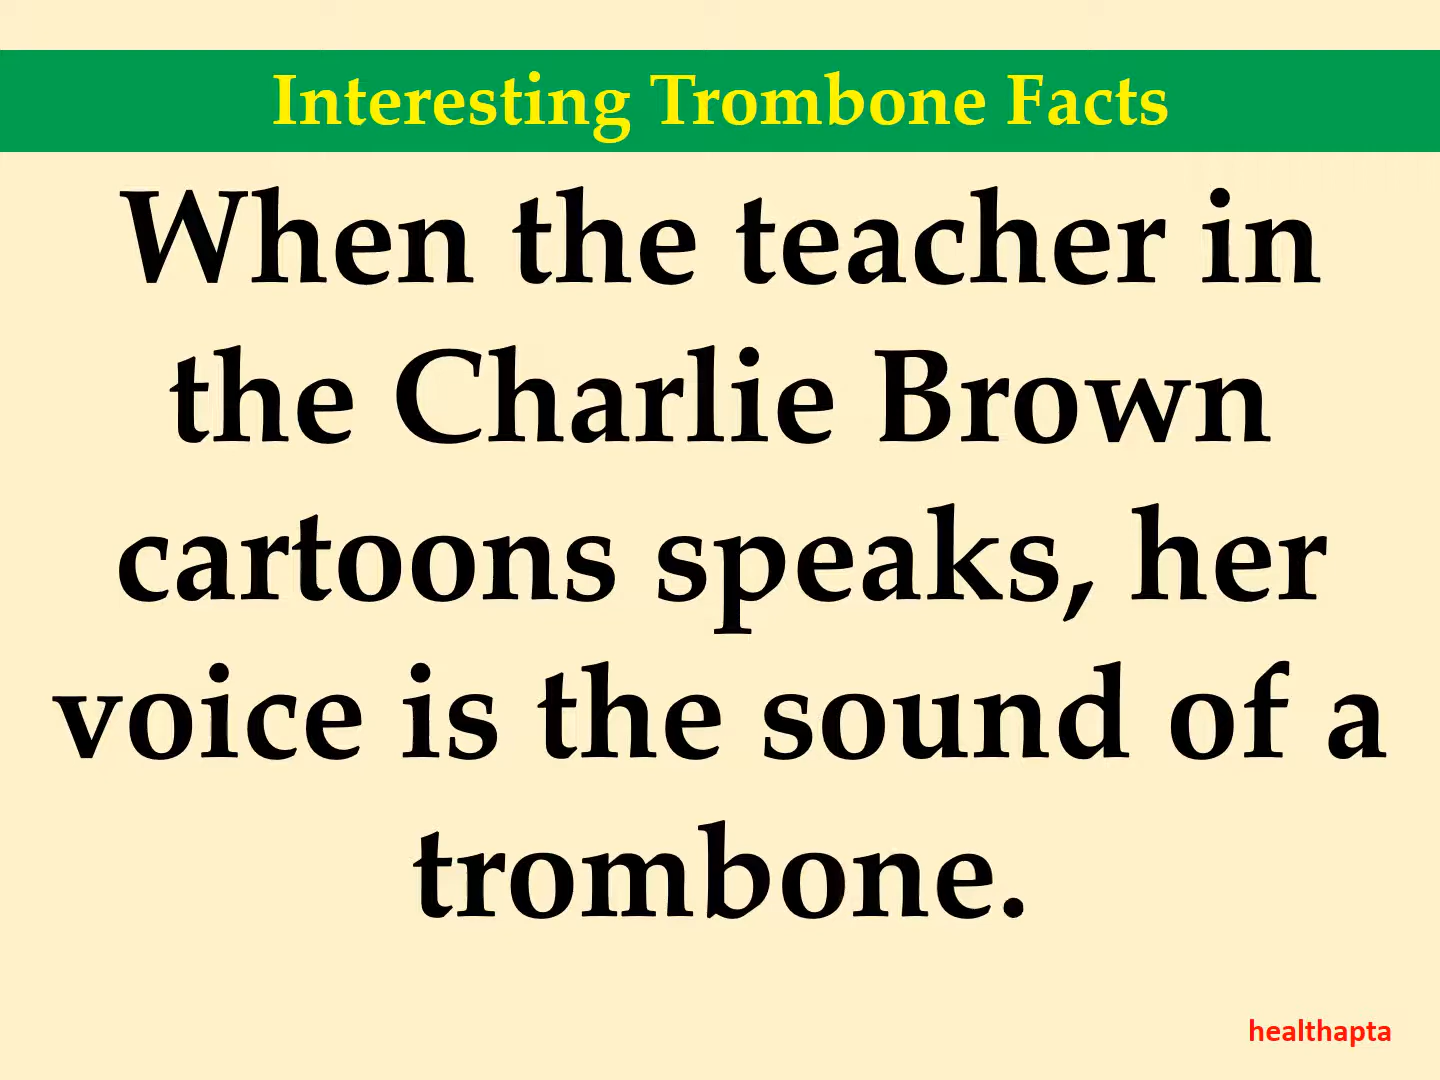 Interesting Trombone Facts
When the teacher in
the Charlie Brown
cartoons speaks, her
voice is the sound of a
trombone.
healthapta